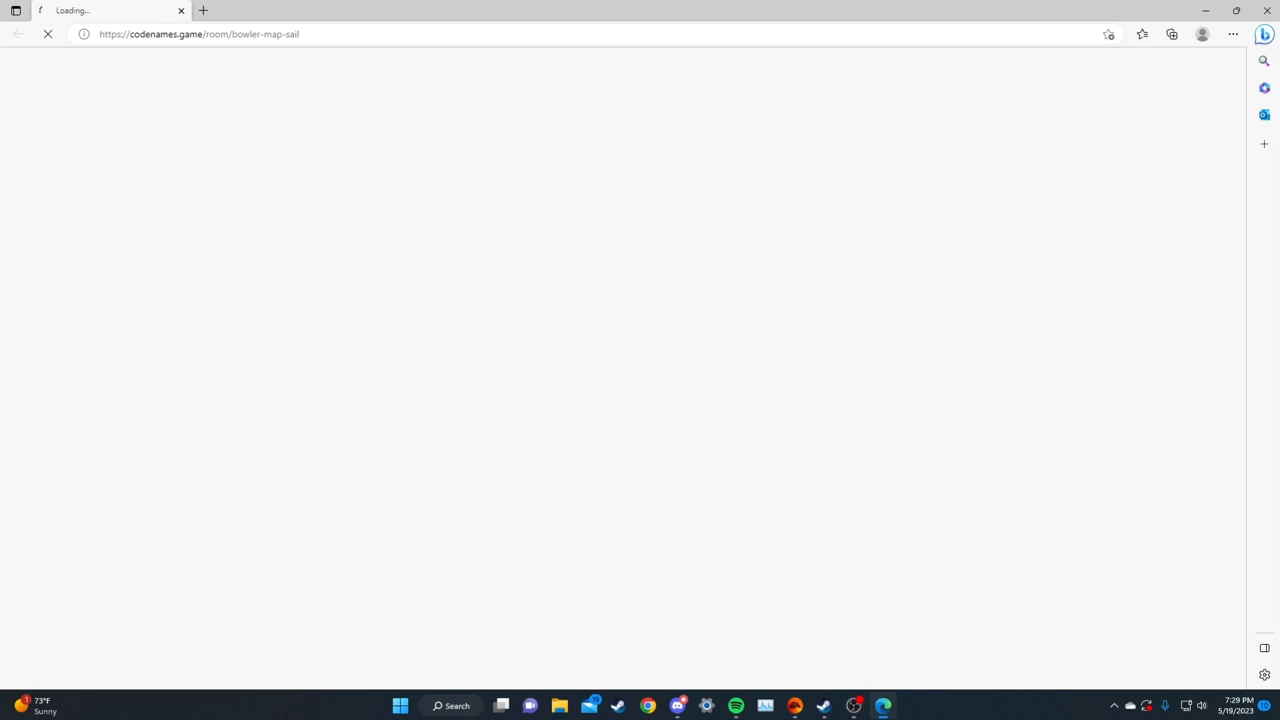 Loading...
https://codenames.game/room/bowler-map-sail
73°F
Sunny
Search
7:29 PM
5/19/2023